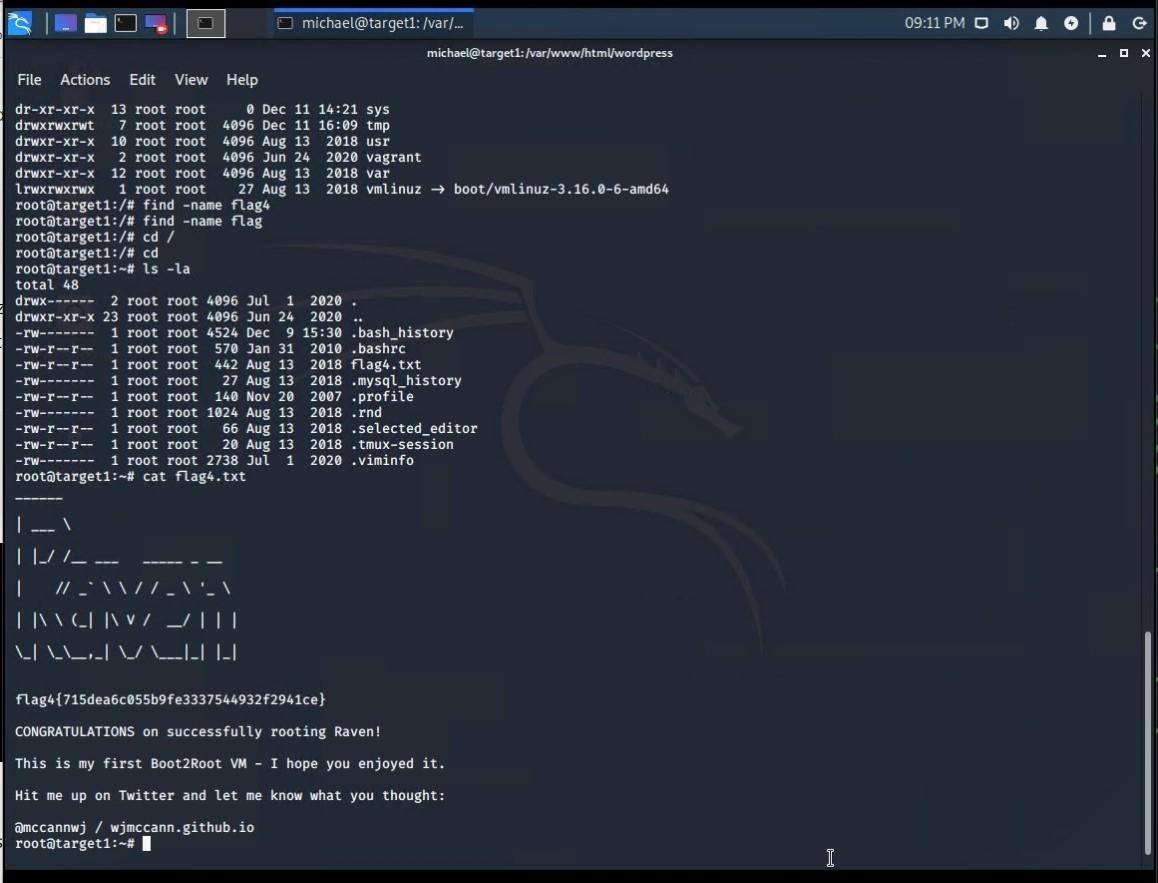 michael@target1: /var/...
09:11 PM
michael@target1: /var/www/html/wordpress
File Actions Edit View Help
dr-xr-xr-x  13 root root     0 Dec 11 14:21 sys
drwxrwxrwt   7 root root  4096 Dec 11 16:09 tmp
drwxr-xr-x  10 root root  4096 Aug 13  2018 usr
drwxr-xr-x   2 root root  4096 Jun 24  2020 vagrant
drwxr-xr-x  12 root root  4096 Aug 13  2018 var
lrwxrwxrwx   1 root root    27 Aug 13  2018 vmlinuz → boot/vmlinuz-3.16.0-6-amd64
root@target1:/# find -name flag4
root@target1:/# find -name flag
root@target1:/# cd /
root@target1:/# cd
root@target1:~# ls -la
total 48
drwx------  2 root root 4096 Jul  1  2020 .
drwxr-xr-x 23 root root 4096 Jun 24  2020 ..
-rw-------  1 root root 4524 Dec  9 15:30 .bash_history
-rw-r--r--  1 root root  570 Jan 31  2010 .bashrc
-rw-r--r--  1 root root  442 Aug 13  2018 flag4.txt
-rw-------  1 root root   27 Aug 13  2018 .mysql_history
-rw-r--r--  1 root root  140 Nov 20  2007 .profile
-rw-------  1 root root 1024 Aug 13  2018 .rnd
-rw-r--r--  1 root root   66 Aug 13  2018 .selected_editor
-rw-r--r--  1 root root   20 Aug 13  2018 .tmux-session
-rw-------  1 root root 2738 Jul  1  2020 .viminfo
root@target1:~# cat flag4.txt
______
| ___ \
| |_/ /__ ___   _____ _ __
|    // _` \ \ / / _ \ '_ \
| |\ \ (_| |\ V /  __/ | | |
\_| \_\__,_| \_/ \___|_| |_|
flag4{715dea6c055b9fe3337544932f2941ce}
CONGRATULATIONS on successfully rooting Raven!
This is my first Boot2Root VM - I hope you enjoyed it.
Hit me up on Twitter and let me know what you thought:
@mccannwj / wjmccann.github.io
root@target1:~#